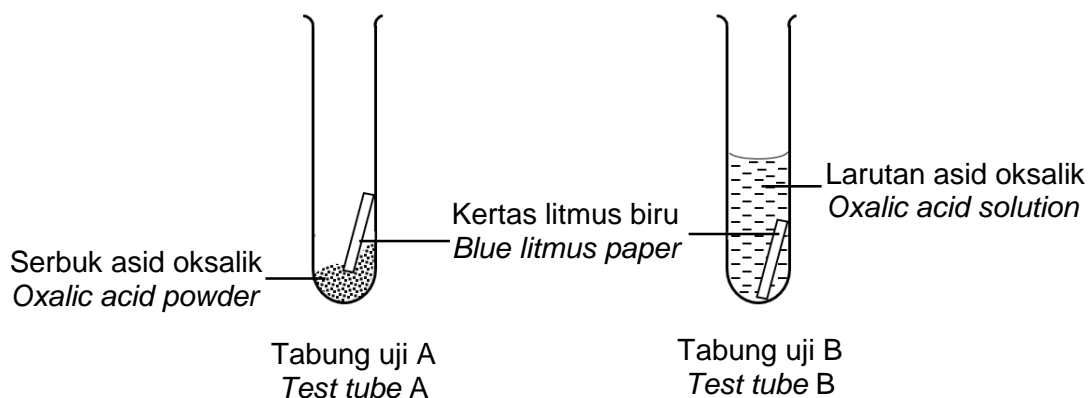 Larutan asid oksalik
Oxalic acid solution
Kertas litmus biru
Blue litmus paper
Serbuk asid oksalik
Oxalic acid powder
Tabung uji A
Test tube A
Tabung uji B
Test tube B